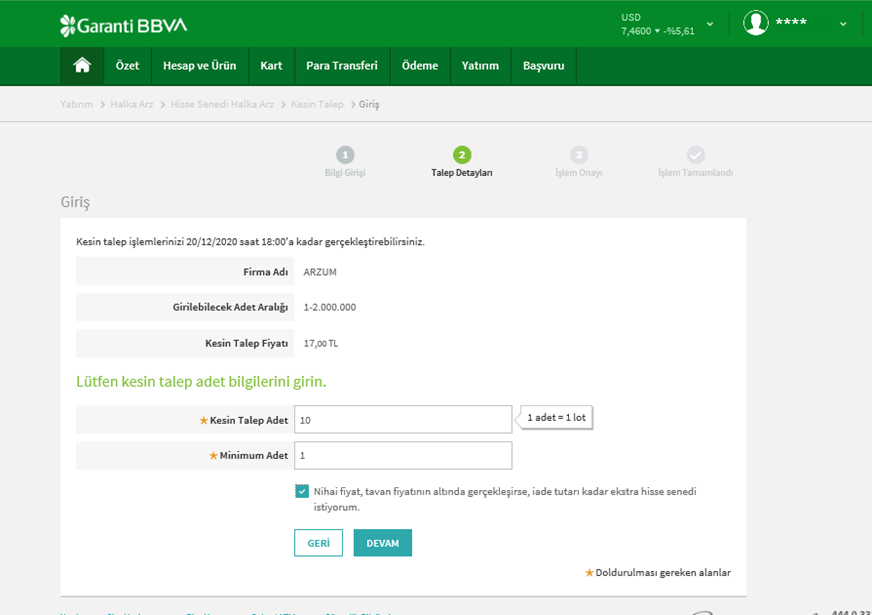 Garanti BBVA
USD
7,4600 ▼ -%5,61
****
Özet Hesap ve Ürün Kart Para Transferi Ödeme Yatırım Başvuru
Yatırım > Halka Arz > Hisse Senedi Halka Arz > Kesin Talep > Giriş
1 2 3
Bilgi Girişi Talep Detayları İşlem Onayı İşlem Tamamlandı
Giriş
Kesin talep işlemlerinizi 20/12/2020 saat 18:00'a kadar gerçekleştirebilirsiniz.
Firma Adı ARZUM
Girilebilecek Adet Aralığı 1-2.000.000
Kesin Talep Fiyatı 17,00 TL
Lütfen kesin talep adet bilgilerini girin.
★Kesin Talep Adet 10 1 adet = 1 lot
★Minimum Adet 1
Nihai fiyat, tavan fiyatının altında gerçekleşirse, iade tutarı kadar ekstra hisse senedi
istiyorum.
GERİ DEVAM
★Doldurulması gereken alanlar